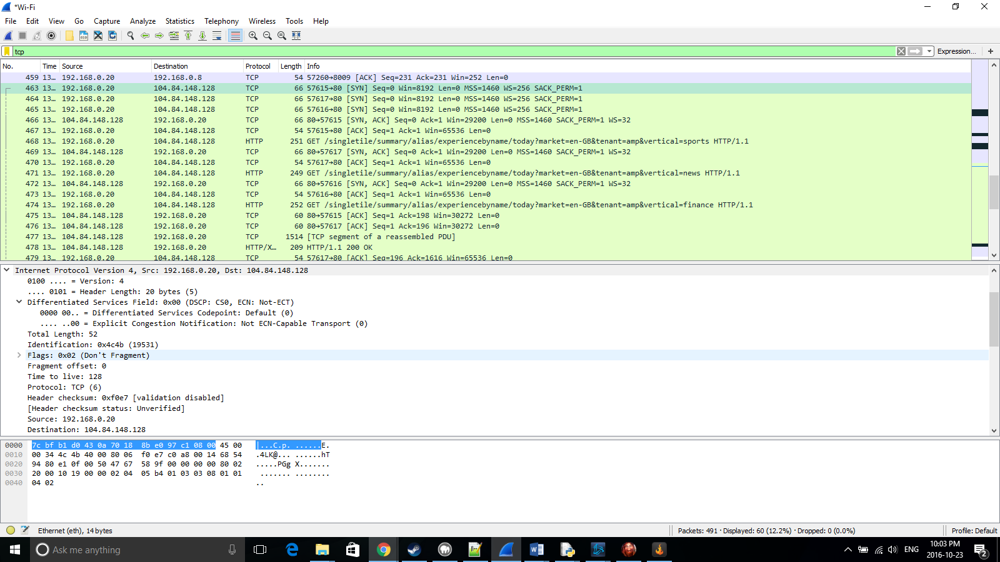 *Wi-Fi
File Edit View Go Capture Analyze Statistics Telephony Wireless Tools Help
tcp Expression... +
No. Time Source Destination Protocol Length Info
459 13... 192.168.0.20 192.168.0.8 TCP 54 57260→8009 [ACK] Seq=231 Ack=231 Win=252 Len=0
463 13... 192.168.0.20 104.84.148.128 TCP 66 57615→80 [SYN] Seq=0 Win=8192 Len=0 MSS=1460 WS=256 SACK_PERM=1
464 13... 192.168.0.20 104.84.148.128 TCP 66 57617→80 [SYN] Seq=0 Win=8192 Len=0 MSS=1460 WS=256 SACK_PERM=1
465 13... 192.168.0.20 104.84.148.128 TCP 66 57616→80 [SYN] Seq=0 Win=8192 Len=0 MSS=1460 WS=256 SACK_PERM=1
466 13... 104.84.148.128 192.168.0.20 TCP 66 80→57615 [SYN, ACK] Seq=0 Ack=1 Win=29200 Len=0 MSS=1460 SACK_PERM=1 WS=32
467 13... 192.168.0.20 104.84.148.128 TCP 54 57615→80 [ACK] Seq=1 Ack=1 Win=65536 Len=0
468 13... 192.168.0.20 104.84.148.128 HTTP 251 GET /singletile/summary/alias/experiencebyname/today?market=en-GB&tenant=amp&vertical=sports HTTP/1.1
469 13... 104.84.148.128 192.168.0.20 TCP 66 80→57617 [SYN, ACK] Seq=0 Ack=1 Win=29200 Len=0 MSS=1460 SACK_PERM=1 WS=32
470 13... 192.168.0.20 104.84.148.128 TCP 54 57617→80 [ACK] Seq=1 Ack=1 Win=65536 Len=0
471 13... 192.168.0.20 104.84.148.128 HTTP 249 GET /singletile/summary/alias/experiencebyname/today?market=en-GB&tenant=amp&vertical=news HTTP/1.1
472 13... 104.84.148.128 192.168.0.20 TCP 66 80→57616 [SYN, ACK] Seq=0 Ack=1 Win=29200 Len=0 MSS=1460 SACK_PERM=1 WS=32
473 13... 192.168.0.20 104.84.148.128 TCP 54 57616→80 [ACK] Seq=1 Ack=1 Win=65536 Len=0
474 13... 192.168.0.20 104.84.148.128 HTTP 252 GET /singletile/summary/alias/experiencebyname/today?market=en-GB&tenant=amp&vertical=finance HTTP/1.1
475 13... 104.84.148.128 192.168.0.20 TCP 60 80→57615 [ACK] Seq=1 Ack=198 Win=30272 Len=0
476 13... 104.84.148.128 192.168.0.20 TCP 60 80→57617 [ACK] Seq=1 Ack=196 Win=30272 Len=0
477 13... 104.84.148.128 192.168.0.20 TCP 1514 [TCP segment of a reassembled PDU]
478 13... 104.84.148.128 192.168.0.20 HTTP/X... 209 HTTP/1.1 200 OK
479 13... 192.168.0.20 104.84.148.128 TCP 54 57617→80 [ACK] Seq=196 Ack=1616 Win=65536 Len=0
Internet Protocol Version 4, Src: 192.168.0.20, Dst: 104.84.148.128
0100 .... = Version: 4
.... 0101 = Header Length: 20 bytes (5)
Differentiated Services Field: 0x00 (DSCP: CS0, ECN: Not-ECT)
0000 00.. = Differentiated Services Codepoint: Default (0)
.... ..00 = Explicit Congestion Notification: Not ECN-Capable Transport (0)
Total Length: 52
Identification: 0x4c4b (19531)
Flags: 0x02 (Don't Fragment)
Fragment offset: 0
Time to live: 128
Protocol: TCP (6)
Header checksum: 0xf0e7 [validation disabled]
[Header checksum status: Unverified]
Source: 192.168.0.20
Destination: 104.84.148.128
0000 7c bf b1 d0 43 0a 70 18 8b e0 97 c1 08 00 45 00 |...C.p. ......E.
0010 00 34 4c 4b 40 00 80 06 f0 e7 c0 a8 00 14 68 54 .4LK@... ......hT
0020 94 80 e1 0f 00 50 47 67 58 9f 00 00 00 00 80 02 .....PGg X.......
0030 20 00 10 19 00 00 02 04 05 b4 01 03 03 08 01 01 ....... ........
0040 04 02 ..
Ethernet (eth), 14 bytes Packets: 491 · Displayed: 60 (12.2%) · Dropped: 0 (0.0%) Profile: Default
Ask me anything ENG 10:03 PM
2016-10-23 2